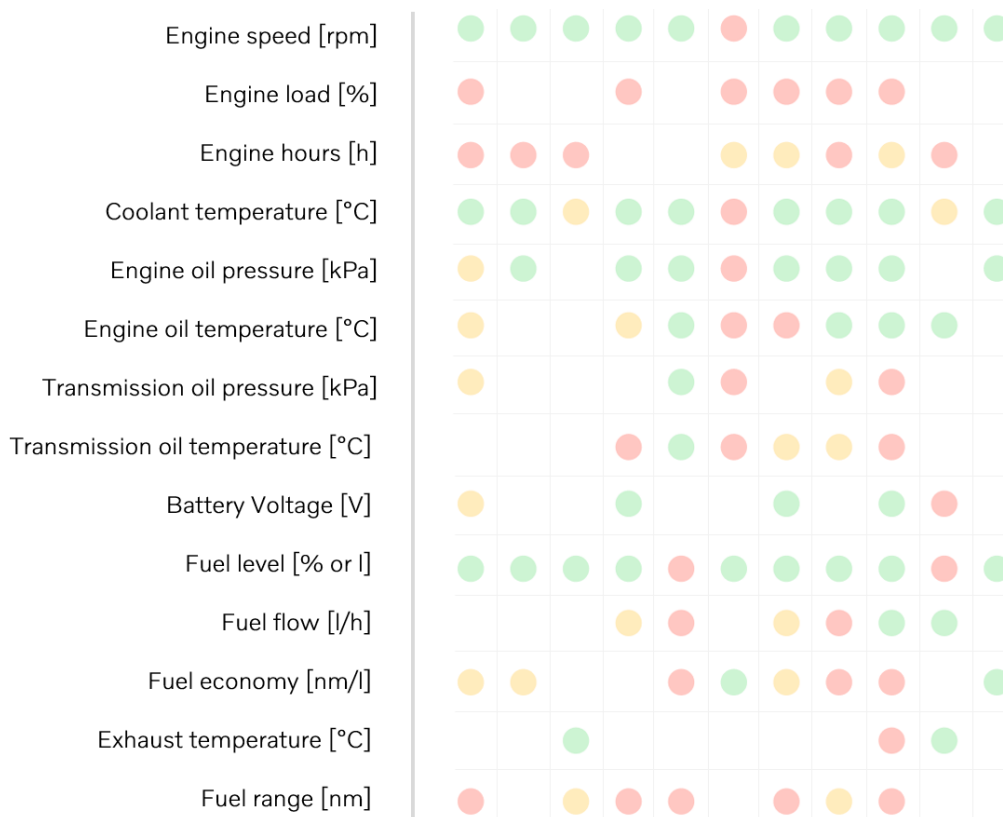 Engine speed [rpm]
Engine load [%]
Engine hours [h]
Coolant temperature [°C]
Engine oil pressure [kPa]
Engine oil temperature [°C]
Transmission oil pressure [kPa]
Transmission oil temperature [°C]
Battery Voltage [V]
Fuel level [% or l]
Fuel flow [l/h]
Fuel economy [nm/l]
Exhaust temperature [°C]
Fuel range [nm]